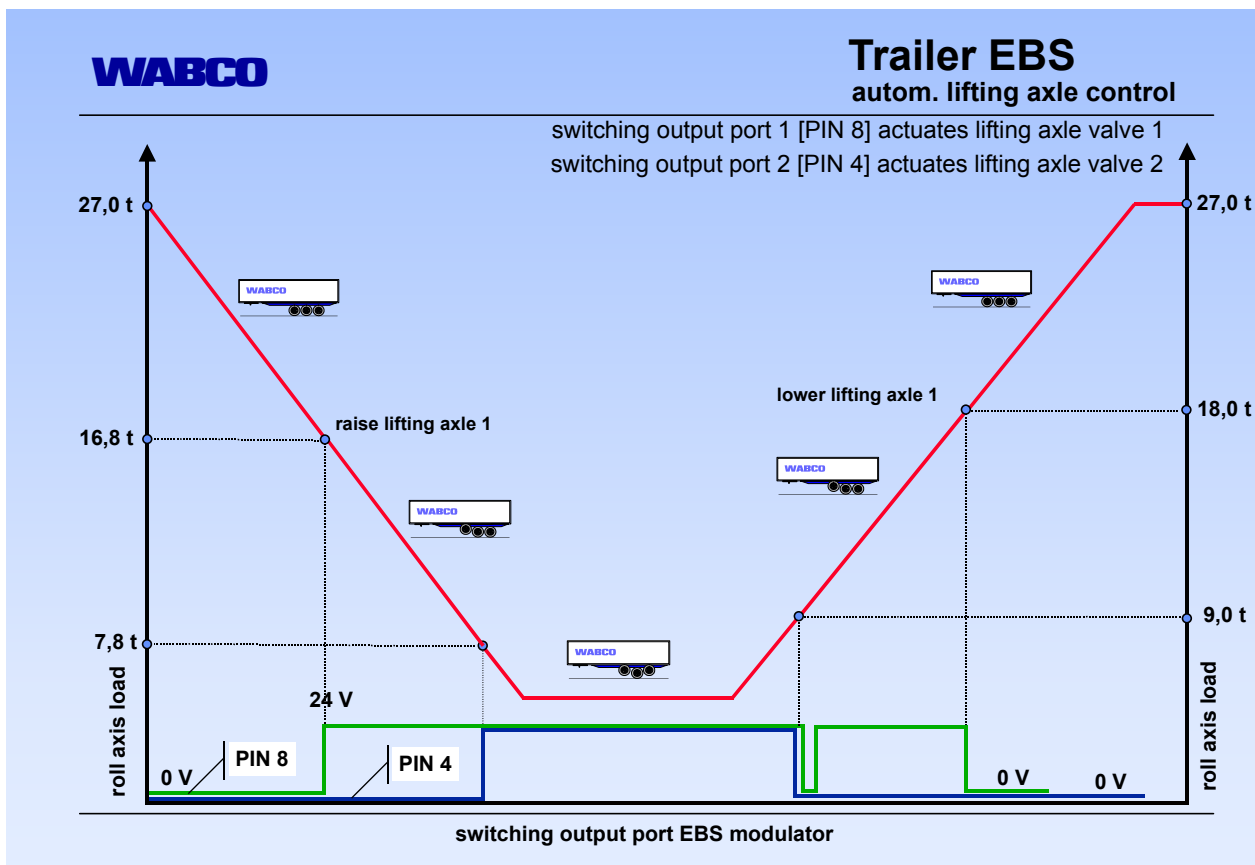 WABCO
Trailer EBS
autom. lifting axle control
switching output port 1 [PIN 8] actuates lifting axle valve 1
switching output port 2 [PIN 4] actuates lifting axle valve 2
27,0 t
27,0 t
WABCO
WABCO
lower lifting axle 1
18,0 t
raise lifting axle 1
16,8 t
WABCO
WABCO
9,0 t
7,8 t
WABCO
24 V
roll axis load
roll axis load
PIN 8
PIN 4
0 V
0 V
0 V
switching output port EBS modulator